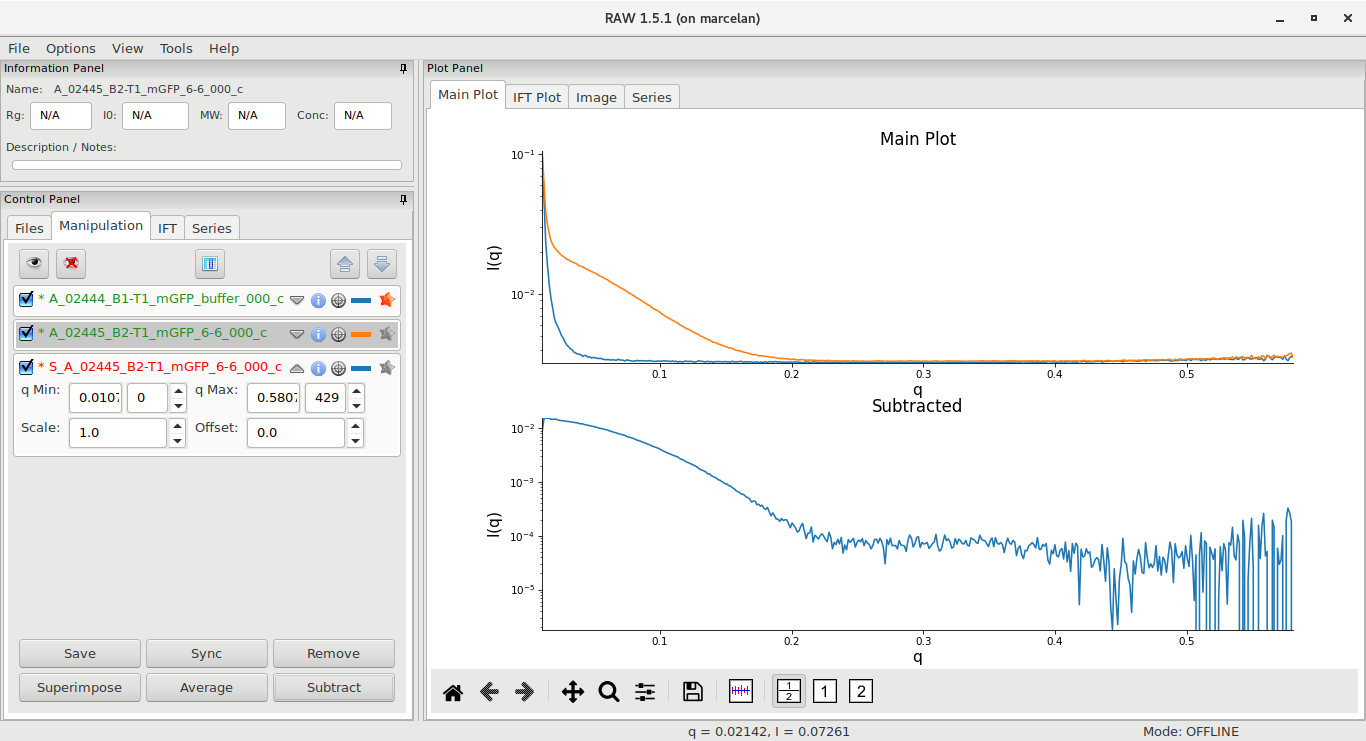 RAW 1.5.1 (on marcelan)
File Options View Tools Help
Information Panel
Name: A_02445_B2-T1_mGFP_6-6_000_c
Rg: N/A I0: N/A MW: N/A Conc: N/A
Description / Notes:
Control Panel
Files Manipulation IFT Series
* A_02444_B1-T1_mGFP_buffer_000_c
* A_02445_B2-T1_mGFP_6-6_000_c
* S_A_02445_B2-T1_mGFP_6-6_000_c
q Min: 0.0107 0 q Max: 0.5807 429
Scale: 1.0 Offset: 0.0
Save Sync Remove
Superimpose Average Subtract
Plot Panel
Main Plot IFT Plot Image Series
Main Plot
10⁻¹
I(q)
10⁻²
0.1 0.2 0.3 0.4 0.5
q
Subtracted
10⁻²
10⁻³
I(q)
10⁻⁴
10⁻⁵
0.1 0.2 0.3 0.4 0.5
q
1 2 1 2
q = 0.02142, I = 0.07261 Mode: OFFLINE